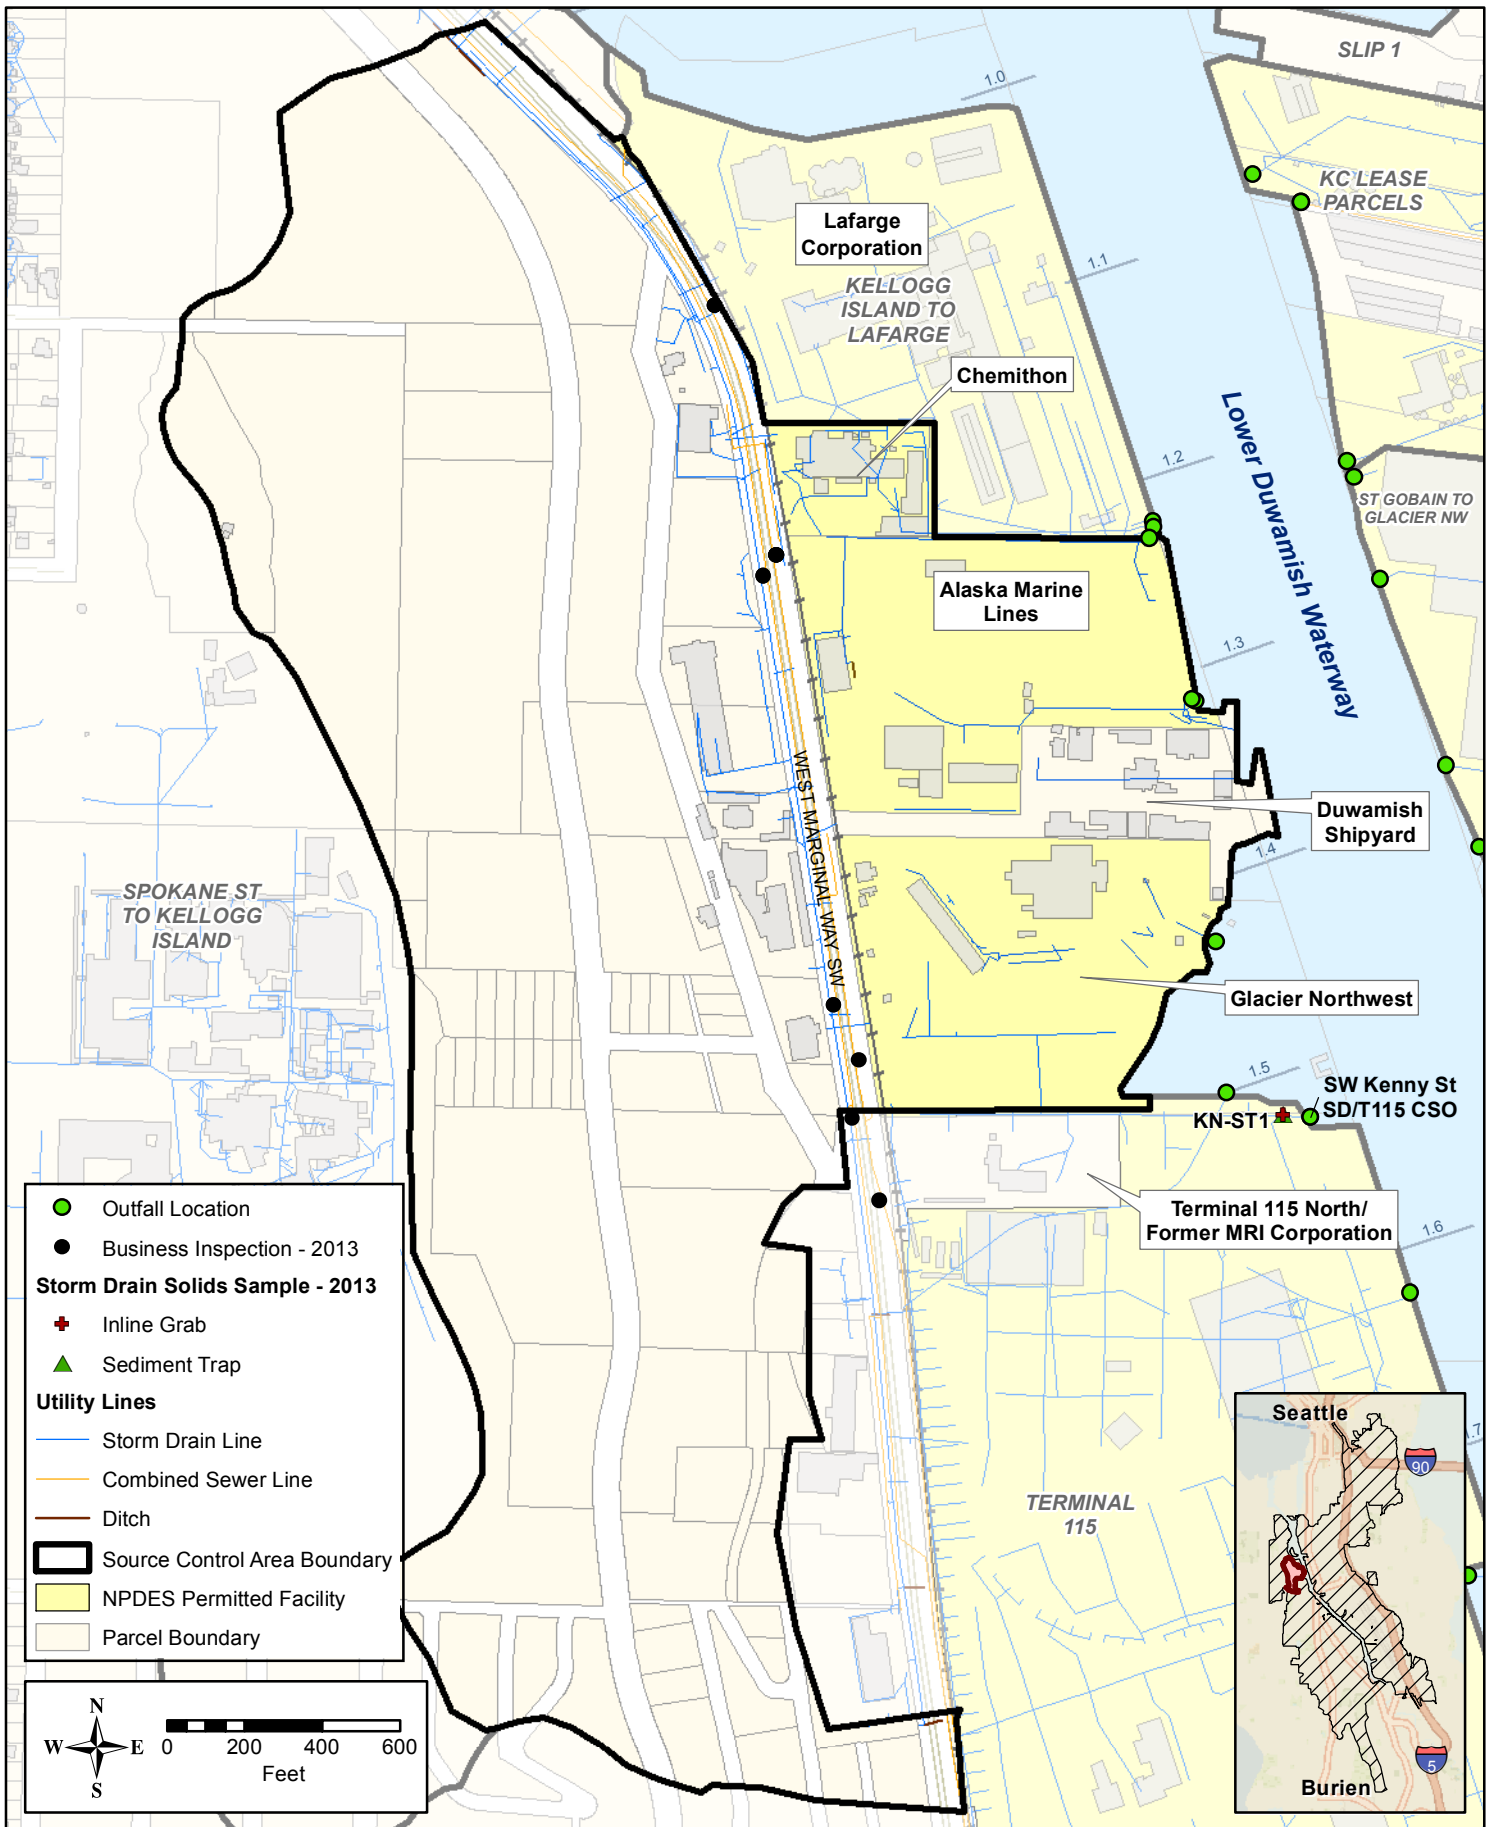 SLIP 1
1.0
KC LEASE
PARCELS
Lafarge
Corporation
1.1
KELLOGG
ISLAND TO
LAFARGE
Chemithon
Lower Duwamish Waterway
1.2
ST GOBAIN TO
GLACIER NW
Alaska Marine
Lines
1.3
WEST MARGINAL WAY SW
Duwamish
Shipyard
1.4
SPOKANE ST
TO KELLOGG
ISLAND
Glacier Northwest
1.5
SW Kenny St
SD/T115 CSO
KN-ST1
Terminal 115 North/
Former MRI Corporation
1.6
1.7
TERMINAL
115
Outfall Location
Business Inspection - 2013
Storm Drain Solids Sample - 2013
Inline Grab
Sediment Trap
Utility Lines
Storm Drain Line
Combined Sewer Line
Ditch
Source Control Area Boundary
NPDES Permitted Facility
Parcel Boundary
N
W E
S
0 200 400 600
Feet
Seattle
90
5
Burien